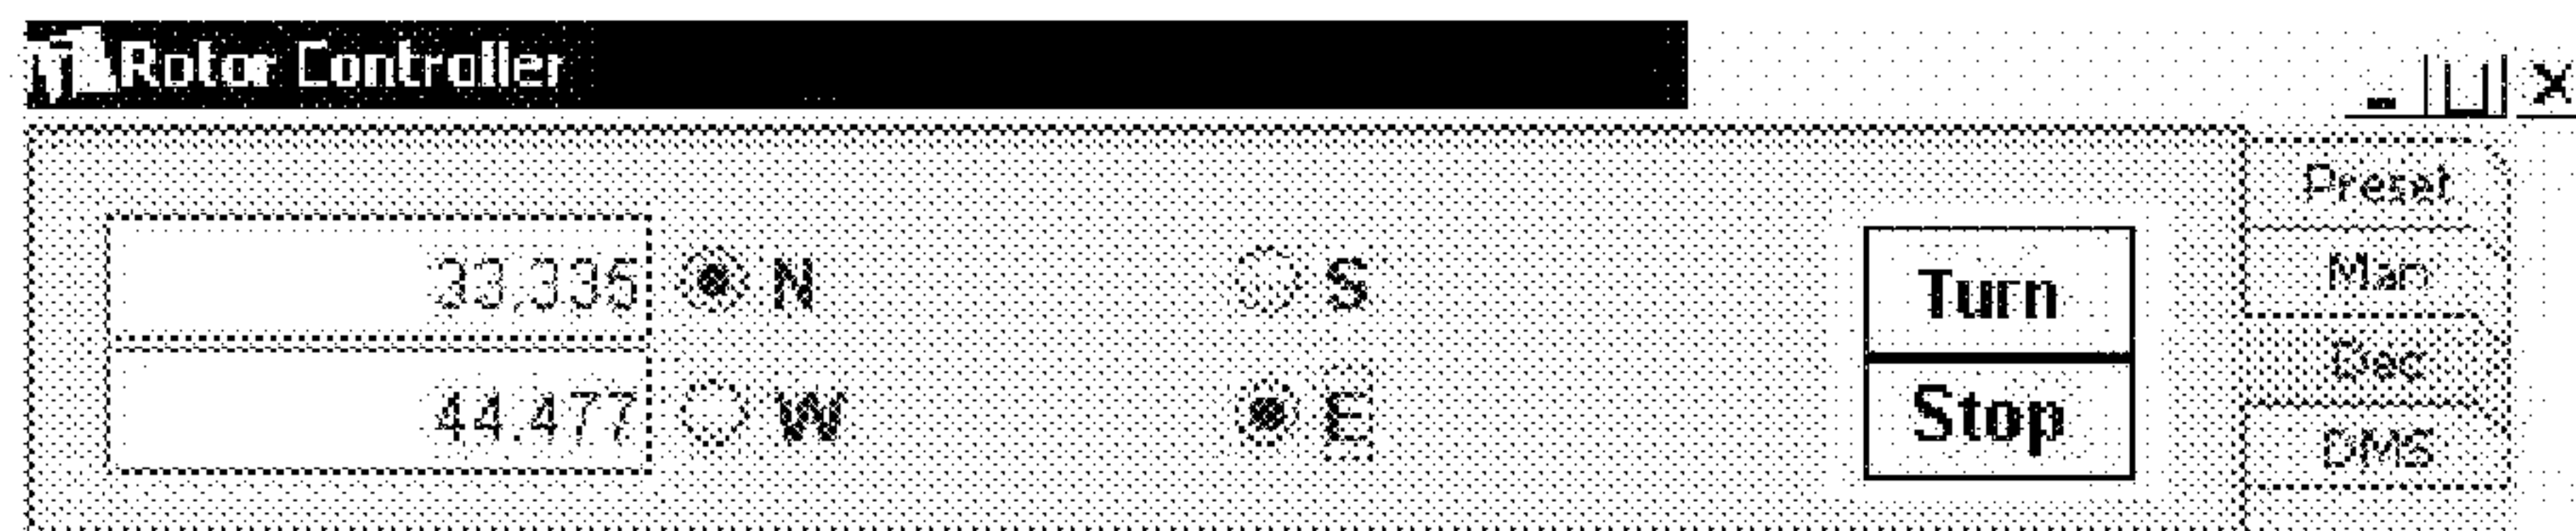 Rotor Controller
Preset
33.335 N S Turn
Man
Dec
44.477 W E Stop
DMS